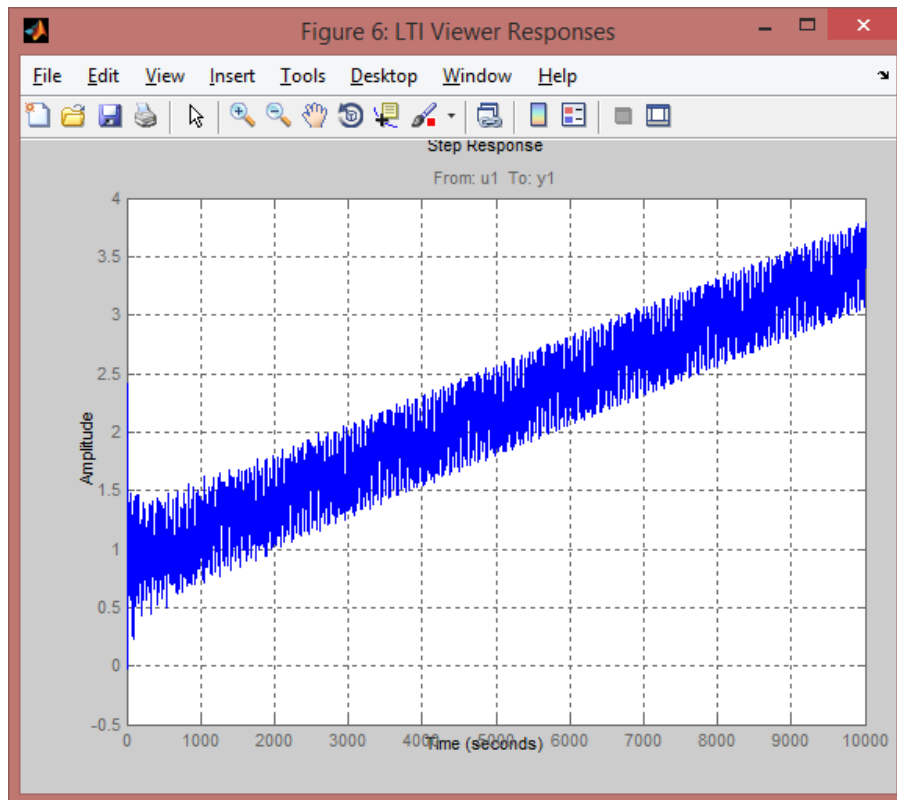 Figure 6: LTI Viewer Responses
File Edit View Insert Tools Desktop Window Help
Step Response
From: u1 To: y1
4
3.5
3
2.5
2
1.5
1
0.5
0
-0.5
Amplitude
0 1000 2000 3000 4000 6000 7000 8000 9000 10000
Time (seconds)